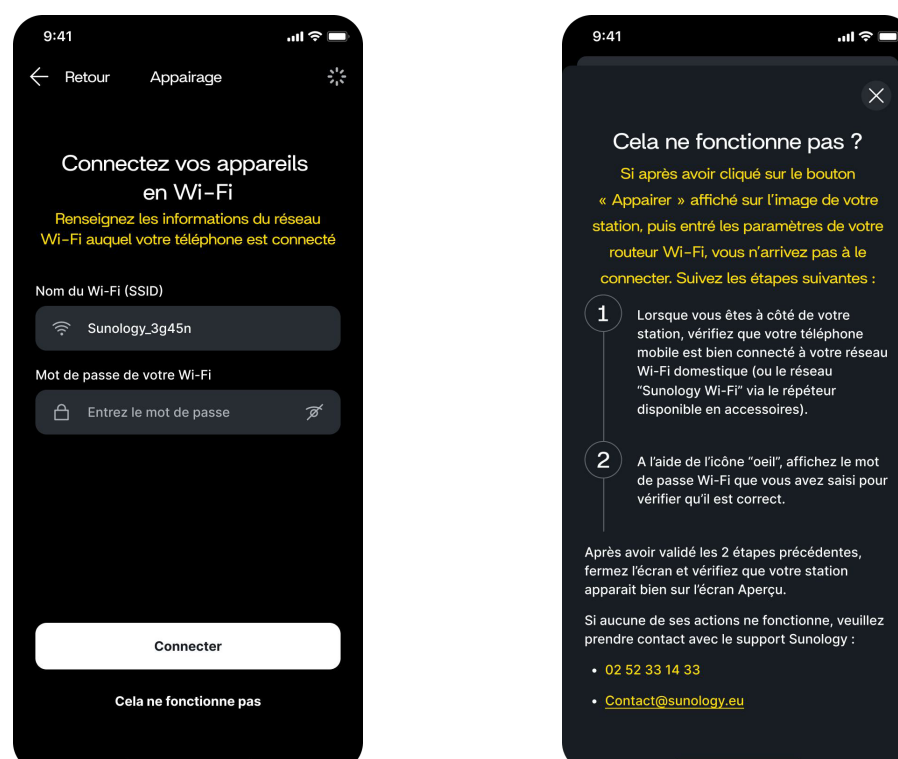 9:41
Retour
Appairage
Connectez vos appareils
en Wi-Fi
Renseignez les informations du réseau
Wi-Fi auquel votre téléphone est connecté
Nom du Wi-Fi (SSID)
Sunology_3g45n
Mot de passe de votre Wi-Fi
Entrez le mot de passe
Connecter
Cela ne fonctionne pas
9:41
Cela ne fonctionne pas ?
Si après avoir cliqué sur le bouton
« Appairer » affiché sur l'image de votre
station, puis entré les paramètres de votre
routeur Wi-Fi, vous n'arrivez pas à le
connecter. Suivez les étapes suivantes :
1
Lorsque vous êtes à côté de votre
station, vérifiez que votre téléphone
mobile est bien connecté à votre réseau
Wi-Fi domestique (ou le réseau
“Sunology Wi-Fi” via le répéteur
disponible en accessoires).
2
A l'aide de l'icône “oeil”, affichez le mot
de passe Wi-Fi que vous avez saisi pour
vérifier qu'il est correct.
Après avoir validé les 2 étapes précédentes,
fermez l'écran et vérifiez que votre station
apparait bien sur l'écran Aperçu.
Si aucune de ses actions ne fonctionne, veuillez
prendre contact avec le support Sunology :
• 02 52 33 14 33
• Contact@sunology.eu